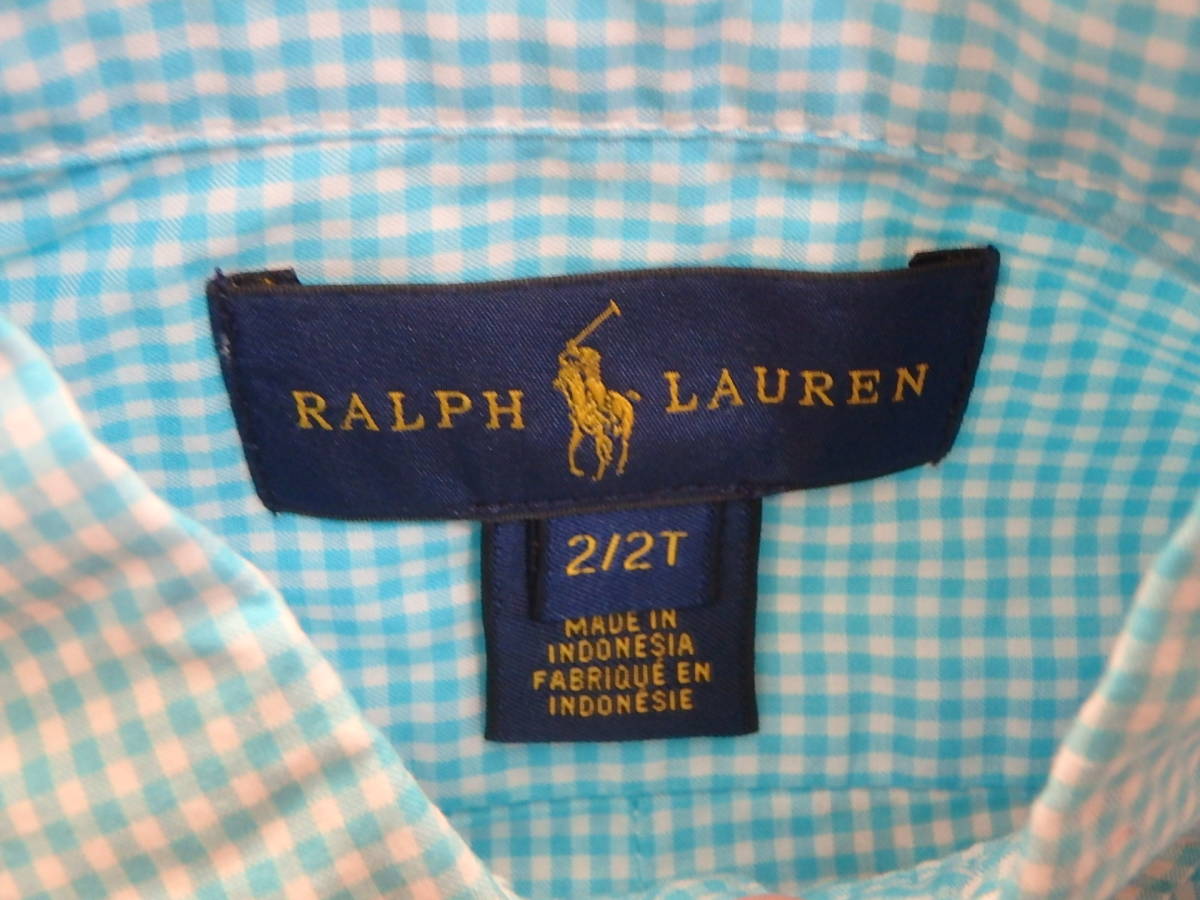 RALPH LAUREN
2/2T
MADE IN
INDONESIA
FABRIQUÉ EN
INDONÉSIE